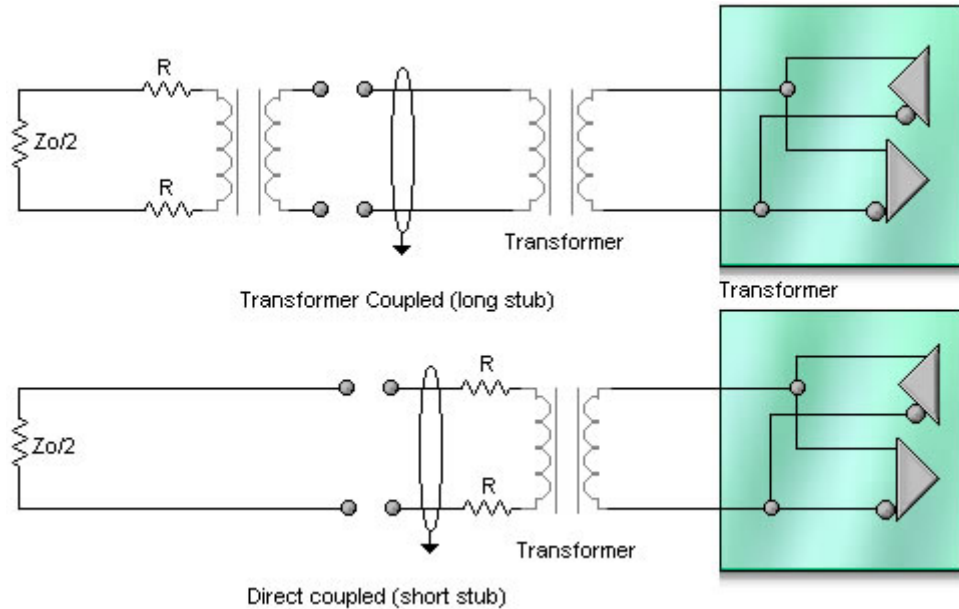 R
Zo/2
R
Transformer
Transformer Coupled (long stub)
Transformer
R
Zo/2
R
Transformer
Direct coupled (short stub)